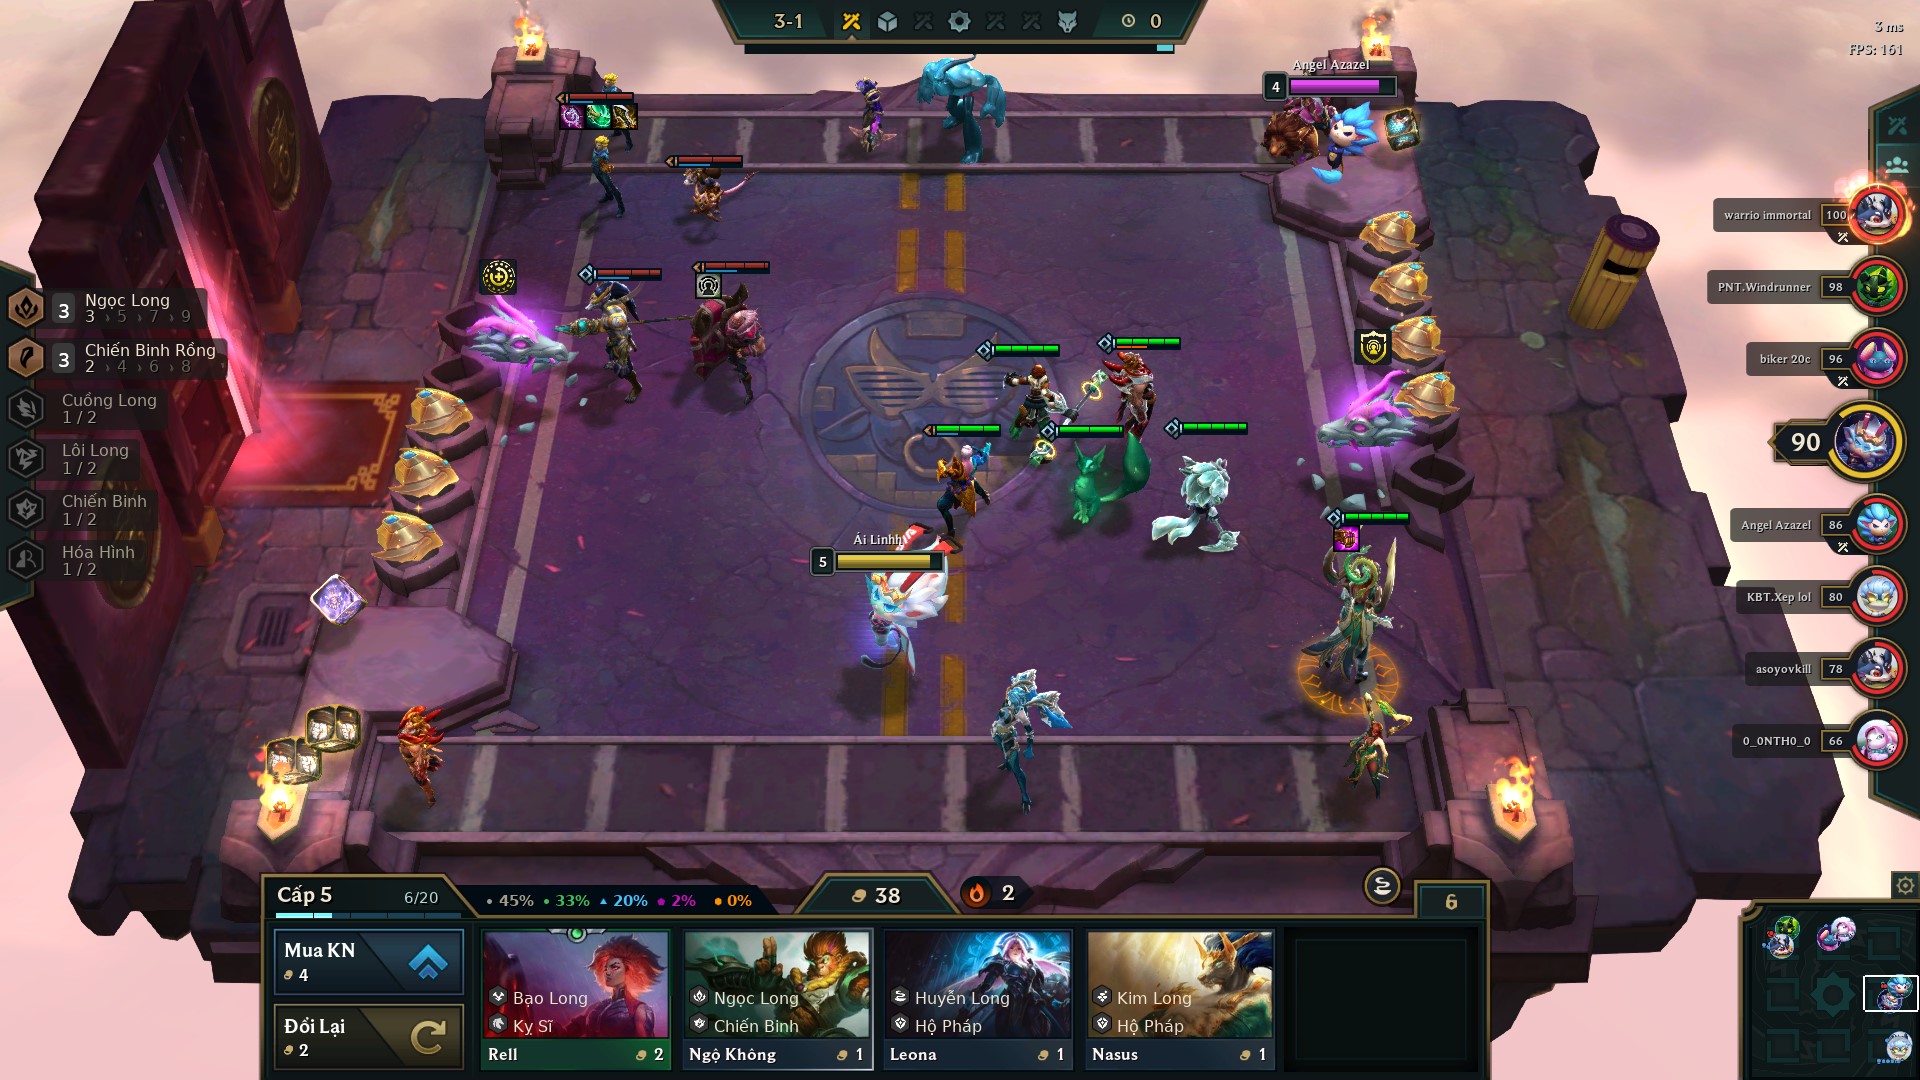 3-1
0
3 ms
FPS: 161
Angel Azazel
4
warrio immortal 100
PNT.Windrunner 98
biker 20c 96
90
Angel Azazel 86
KBT.Xep lol 80
asoyovkill 78
0_0NTH0_0 66
3 Ngọc Long
3 › 5 › 7 › 9
3 Chiến Binh Rồng
2 › 4 › 6 › 8
Cuồng Long
1 / 2
Lôi Long
1 / 2
Chiến Binh
1 / 2
Hóa Hình
1 / 2
Ái Linhh
5
Cấp 5 6/20
45% 33% 20% 2% 0%
38
2
6
Mua KN
4
Đổi Lại
2
Bạo Long
Kỵ Sĩ
Rell 2
Ngọc Long
Chiến Binh
Ngộ Không 1
Huyễn Long
Hộ Pháp
Leona 1
Kim Long
Hộ Pháp
Nasus 1